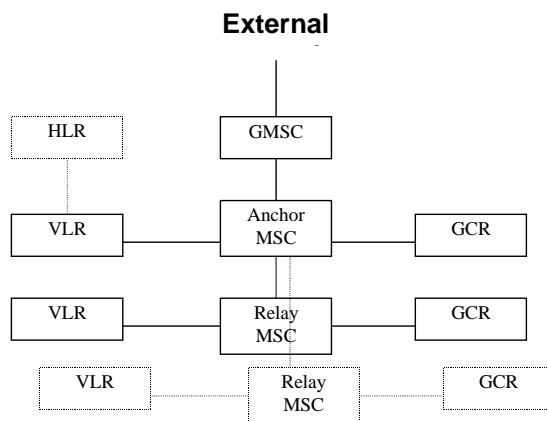 External
HLR
GMSC
VLR
Anchor
MSC
GCR
VLR
Relay
MSC
GCR
VLR
Relay
MSC
GCR